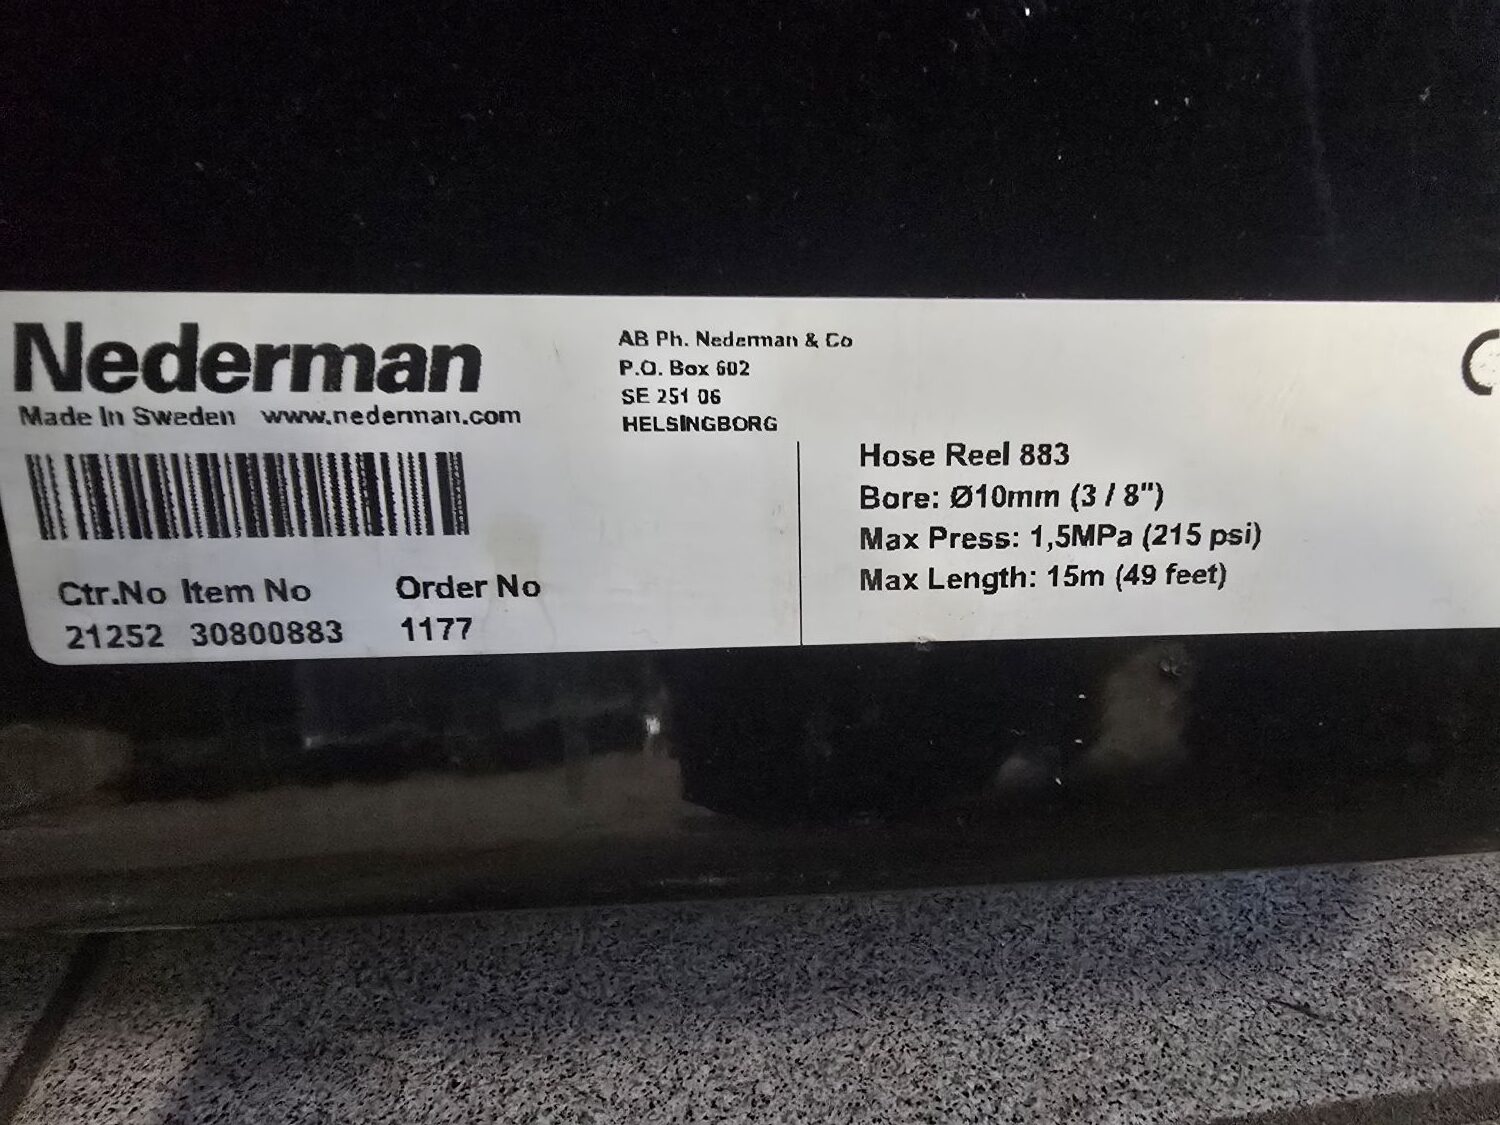 Nederman
Made In Sweden www.nederman.com
AB Ph. Nederman & Co
P.O. Box 602
SE 251 06
HELSINGBORG
Ctr.No Item No Order No
21252 30800883 1177
Hose Reel 883
Bore: Ø10mm (3 / 8")
Max Press: 1,5MPa (215 psi)
Max Length: 15m (49 feet)